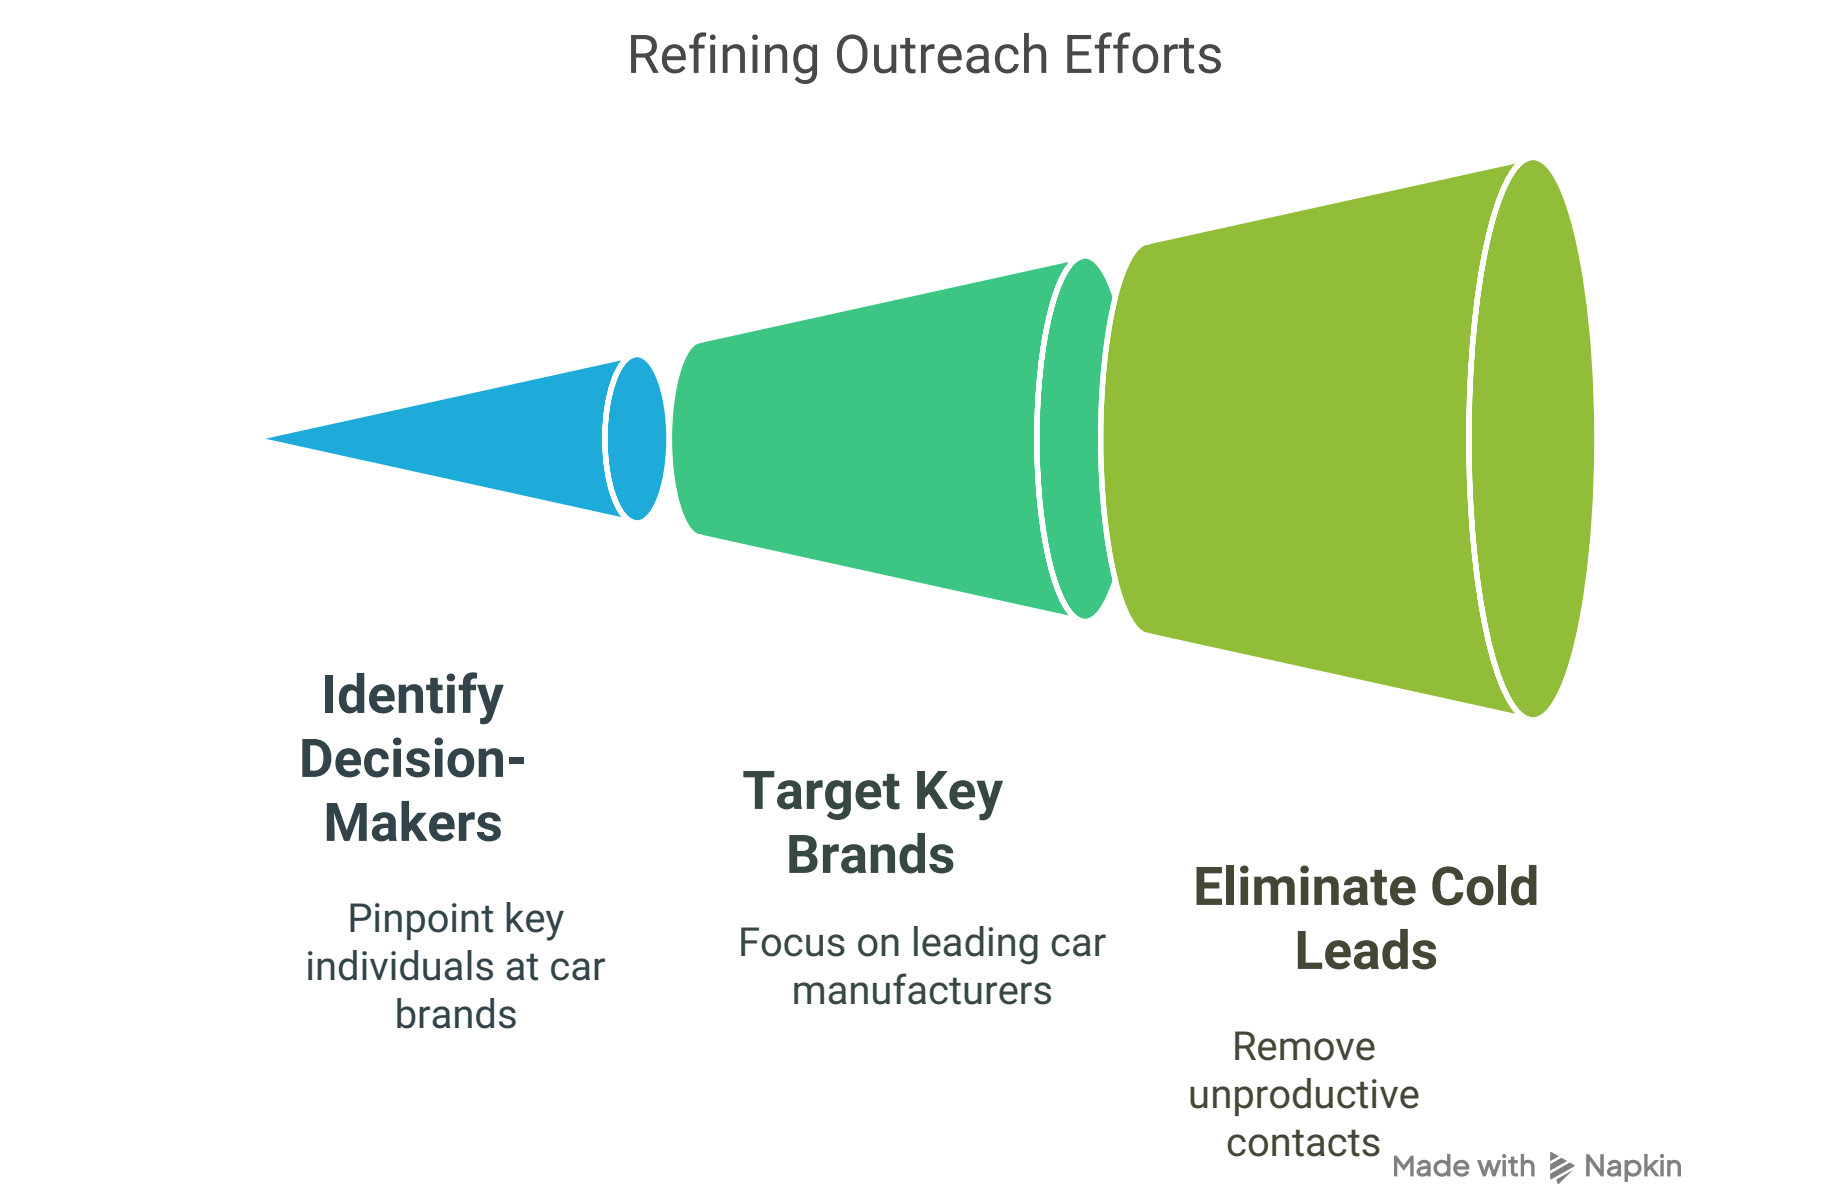 Refining Outreach Efforts
Identify
Decision-
Makers
Pinpoint key
individuals at car
brands
Target Key
Brands
Focus on leading car
manufacturers
Eliminate Cold
Leads
Remove
unproductive
contacts
Made with Napkin